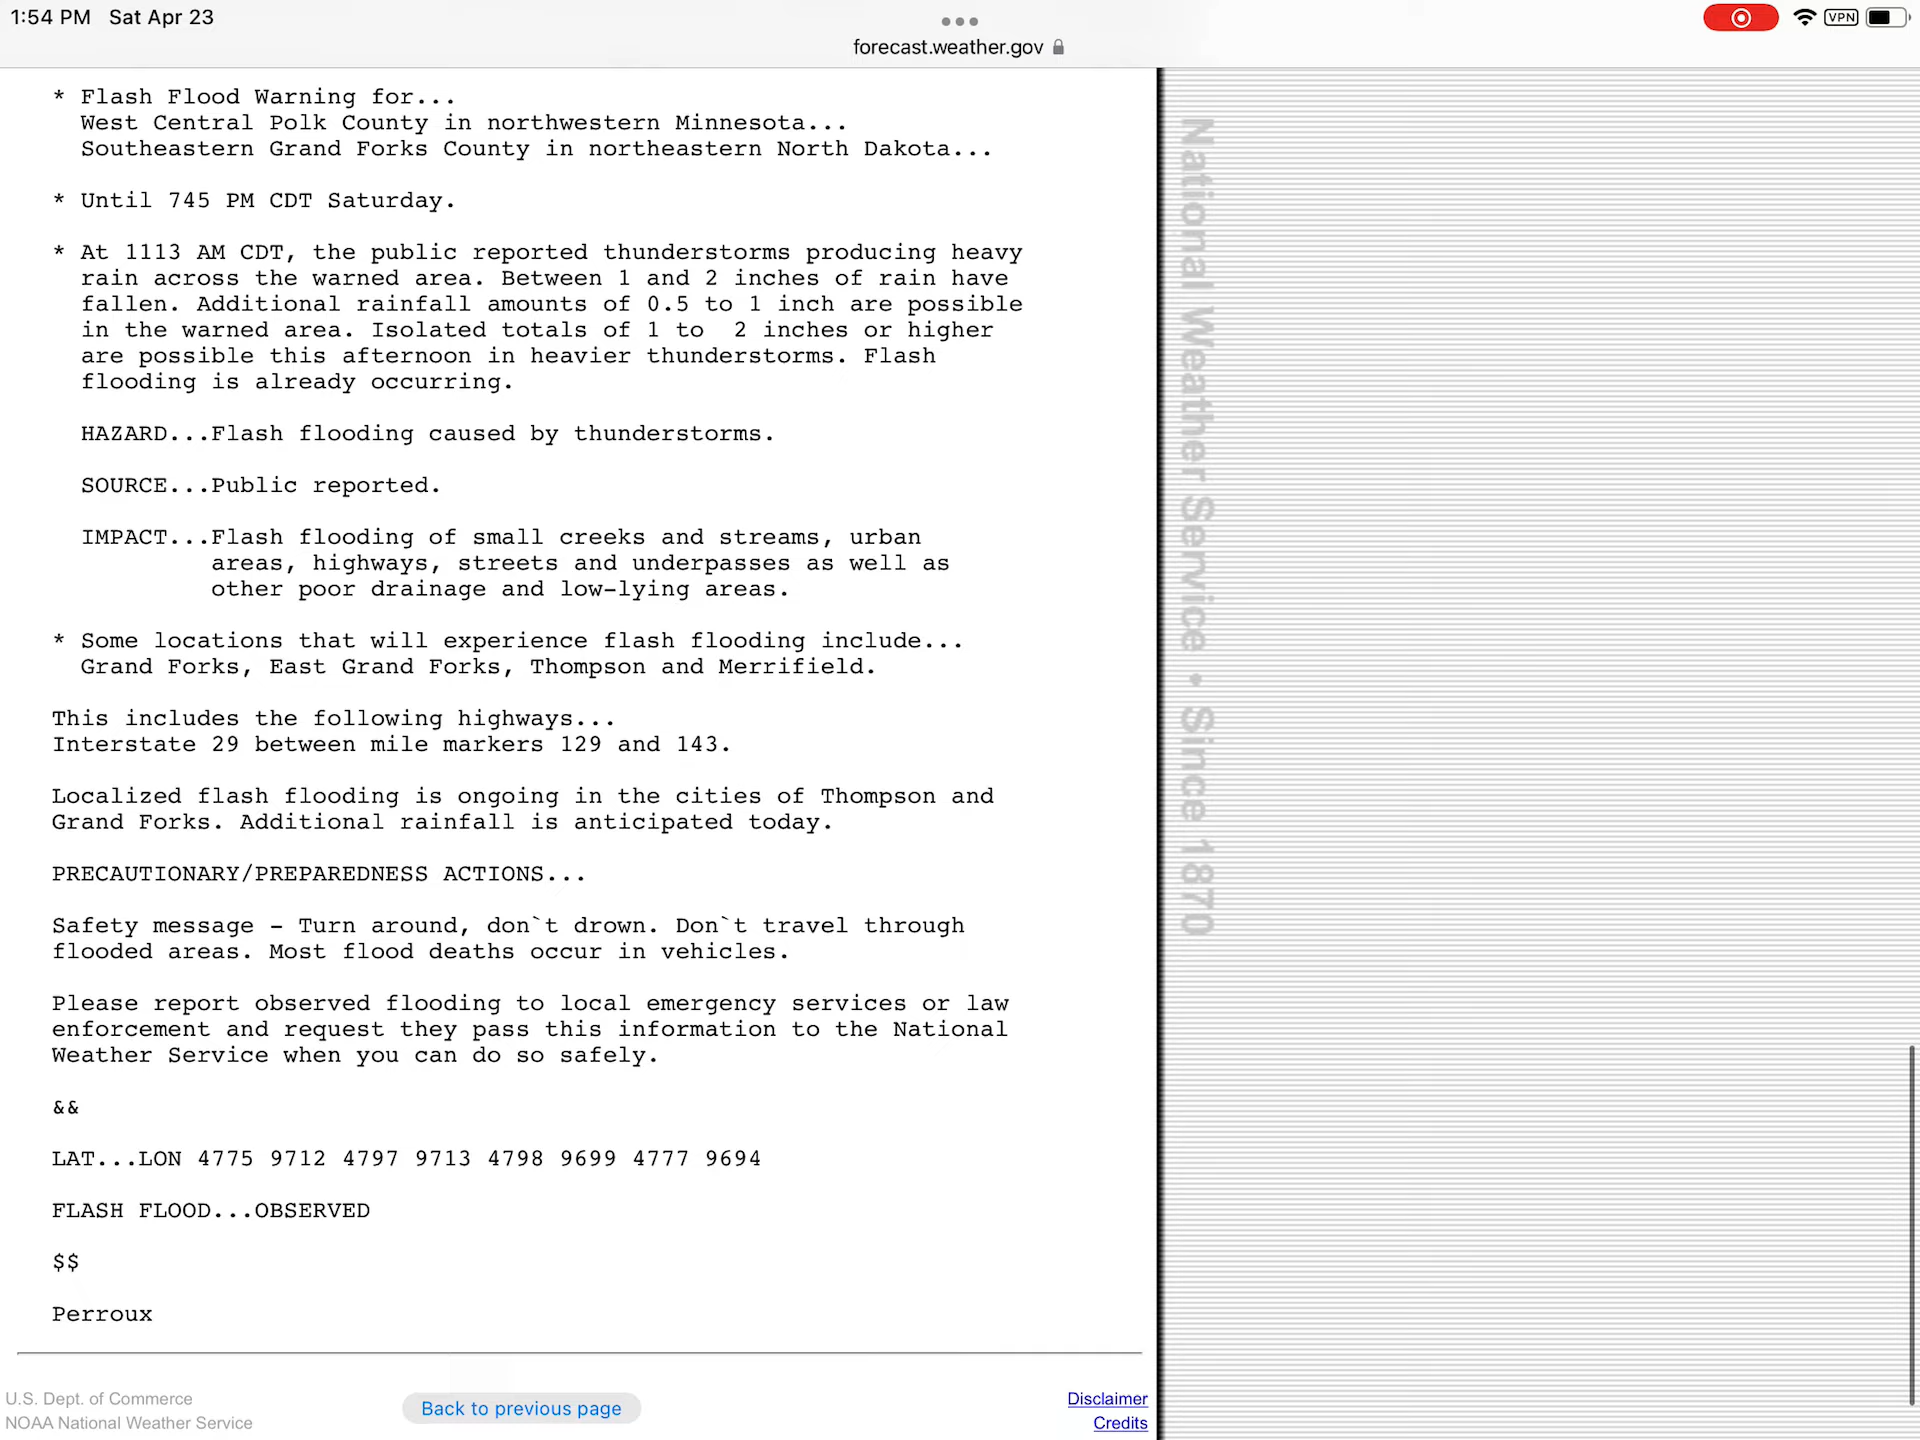 1:54 PM Sat Apr 23
VPN
forecast.weather.gov
* Flash Flood Warning for...
West Central Polk County in northwestern Minnesota...
Southeastern Grand Forks County in northeastern North Dakota...
* Until 745 PM CDT Saturday.
* At 1113 AM CDT, the public reported thunderstorms producing heavy
rain across the warned area. Between 1 and 2 inches of rain have
fallen. Additional rainfall amounts of 0.5 to 1 inch are possible
in the warned area. Isolated totals of 1 to  2 inches or higher
are possible this afternoon in heavier thunderstorms. Flash
flooding is already occurring.
HAZARD...Flash flooding caused by thunderstorms.
SOURCE...Public reported.
IMPACT...Flash flooding of small creeks and streams, urban
areas, highways, streets and underpasses as well as
other poor drainage and low-lying areas.
* Some locations that will experience flash flooding include...
Grand Forks, East Grand Forks, Thompson and Merrifield.
This includes the following highways...
Interstate 29 between mile markers 129 and 143.
Localized flash flooding is ongoing in the cities of Thompson and
Grand Forks. Additional rainfall is anticipated today.
PRECAUTIONARY/PREPAREDNESS ACTIONS...
Safety message - Turn around, don`t drown. Don`t travel through
flooded areas. Most flood deaths occur in vehicles.
Please report observed flooding to local emergency services or law
enforcement and request they pass this information to the National
Weather Service when you can do so safely.
&&
LAT...LON 4775 9712 4797 9713 4798 9699 4777 9694
FLASH FLOOD...OBSERVED
$$
Perroux
National Weather Service • Since 1870
U.S. Dept. of Commerce
NOAA National Weather Service
Back to previous page
Disclaimer
Credits